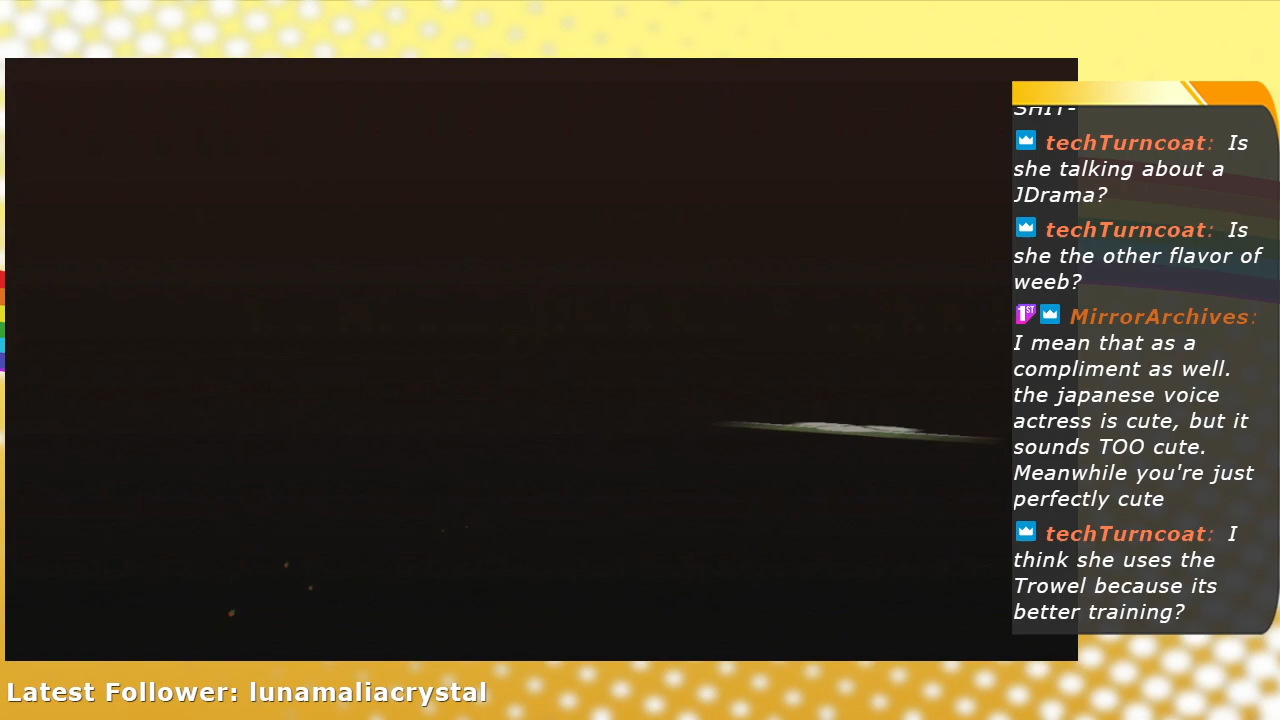 SHIT-
techTurncoat: Is
she talking about a
JDrama?
techTurncoat: Is
she the other flavor of
weeb?
1ST MirrorArchives:
I mean that as a
compliment as well.
the japanese voice
actress is cute, but it
sounds TOO cute.
Meanwhile you're just
perfectly cute
techTurncoat: I
think she uses the
Trowel because its
better training?
Latest Follower: lunamaliacrystal